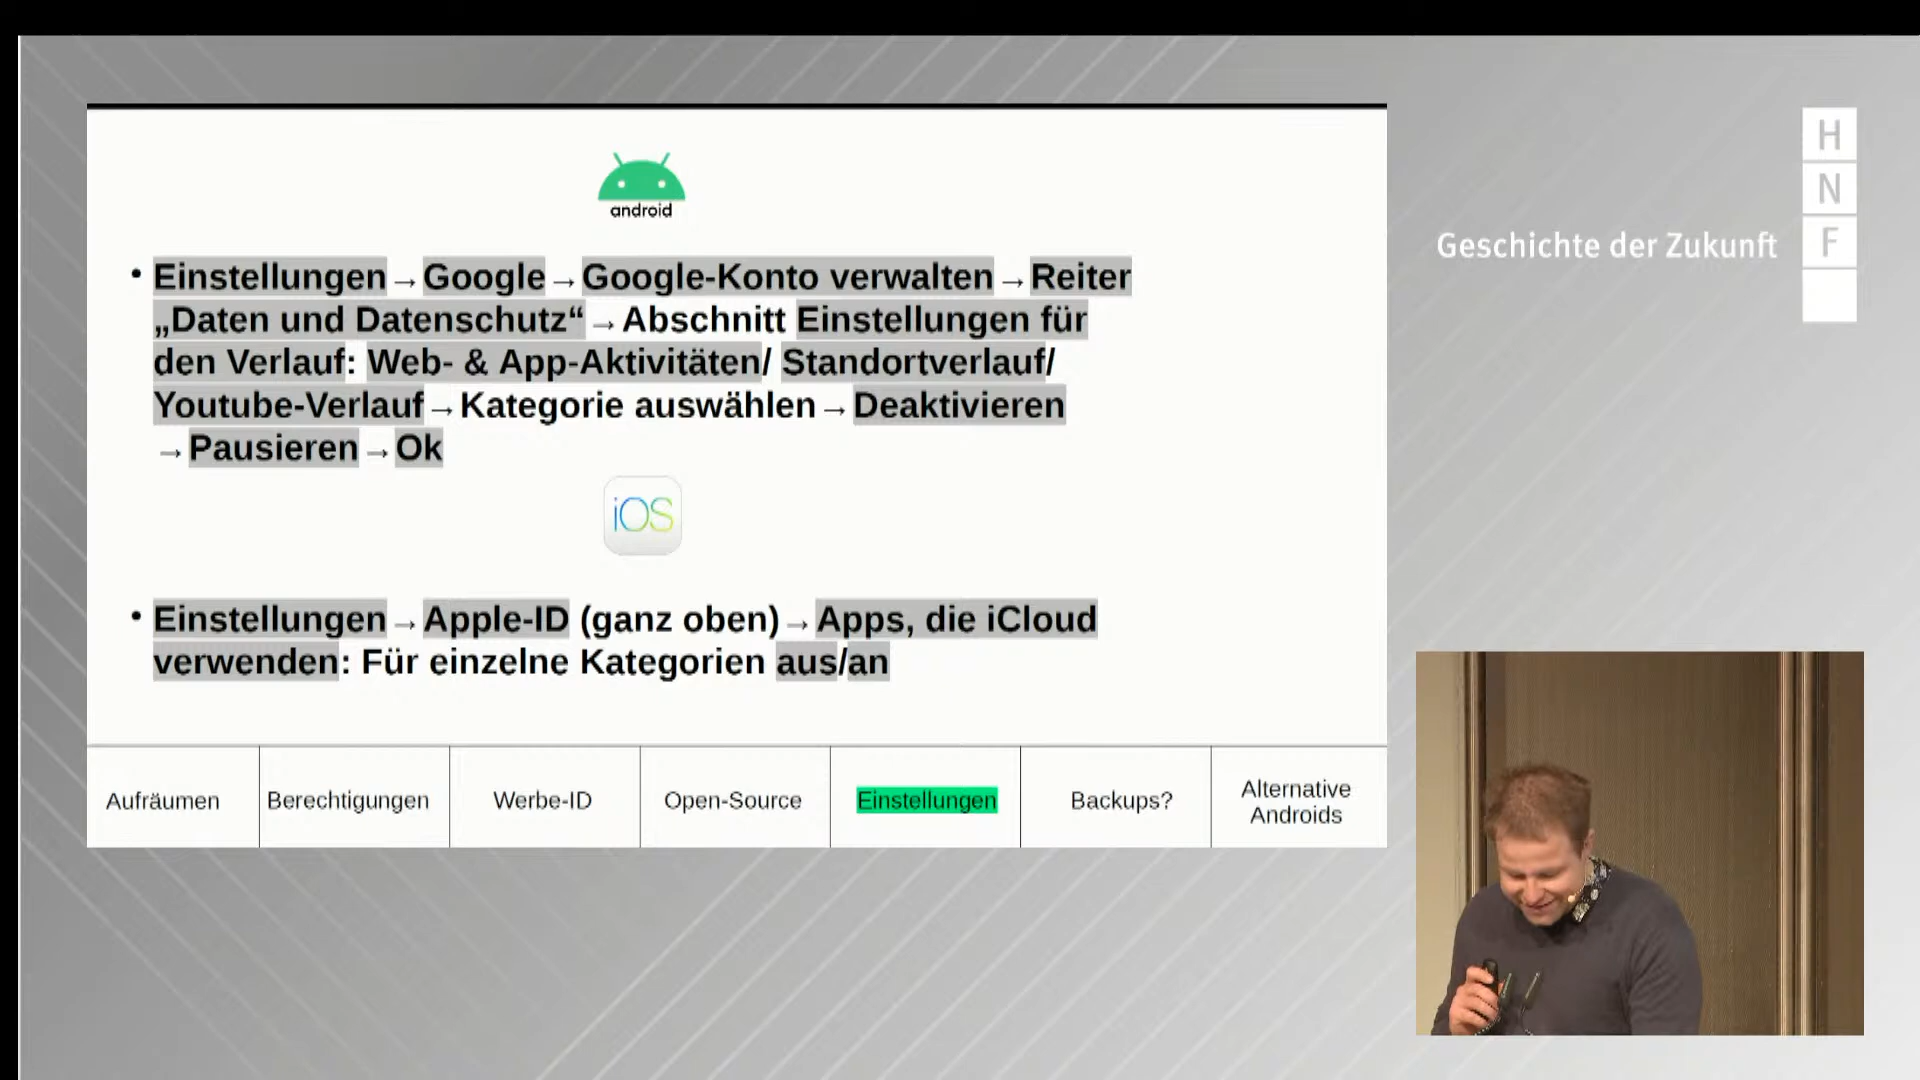 android
• Einstellungen→Google→Google-Konto verwalten→Reiter
„Daten und Datenschutz“→Abschnitt Einstellungen für
den Verlauf: Web- & App-Aktivitäten/ Standortverlauf/
Youtube-Verlauf→Kategorie auswählen→Deaktivieren
→Pausieren→Ok
iOS
• Einstellungen→Apple-ID (ganz oben)→Apps, die iCloud
verwenden: Für einzelne Kategorien aus/an
Aufräumen
Berechtigungen
Werbe-ID
Open-Source
Einstellungen
Backups?
Alternative
Androids
Geschichte der Zukunft
H
N
F